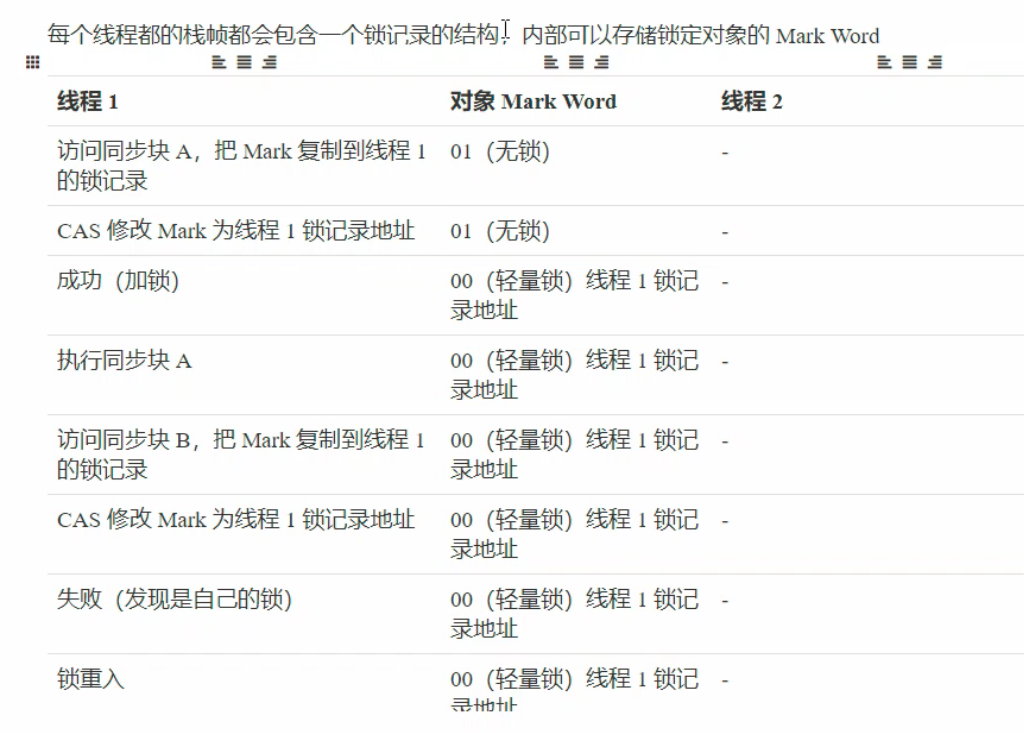 每个线程都的栈帧都会包含一个锁记录的结构，内部可以存储锁定对象的 Mark Word
线程 1 对象 Mark Word 线程 2
访问同步块 A，把 Mark 复制到线程 1 01（无锁） -
的锁记录
CAS 修改 Mark 为线程 1 锁记录地址 01（无锁） -
成功（加锁） 00（轻量锁）线程 1 锁记 -
录地址
执行同步块 A 00（轻量锁）线程 1 锁记 -
录地址
访问同步块 B，把 Mark 复制到线程 1 00（轻量锁）线程 1 锁记 -
的锁记录 录地址
CAS 修改 Mark 为线程 1 锁记录地址 00（轻量锁）线程 1 锁记 -
录地址
失败（发现是自己的锁） 00（轻量锁）线程 1 锁记 -
录地址
锁重入 00（轻量锁）线程 1 锁记 -
录地址